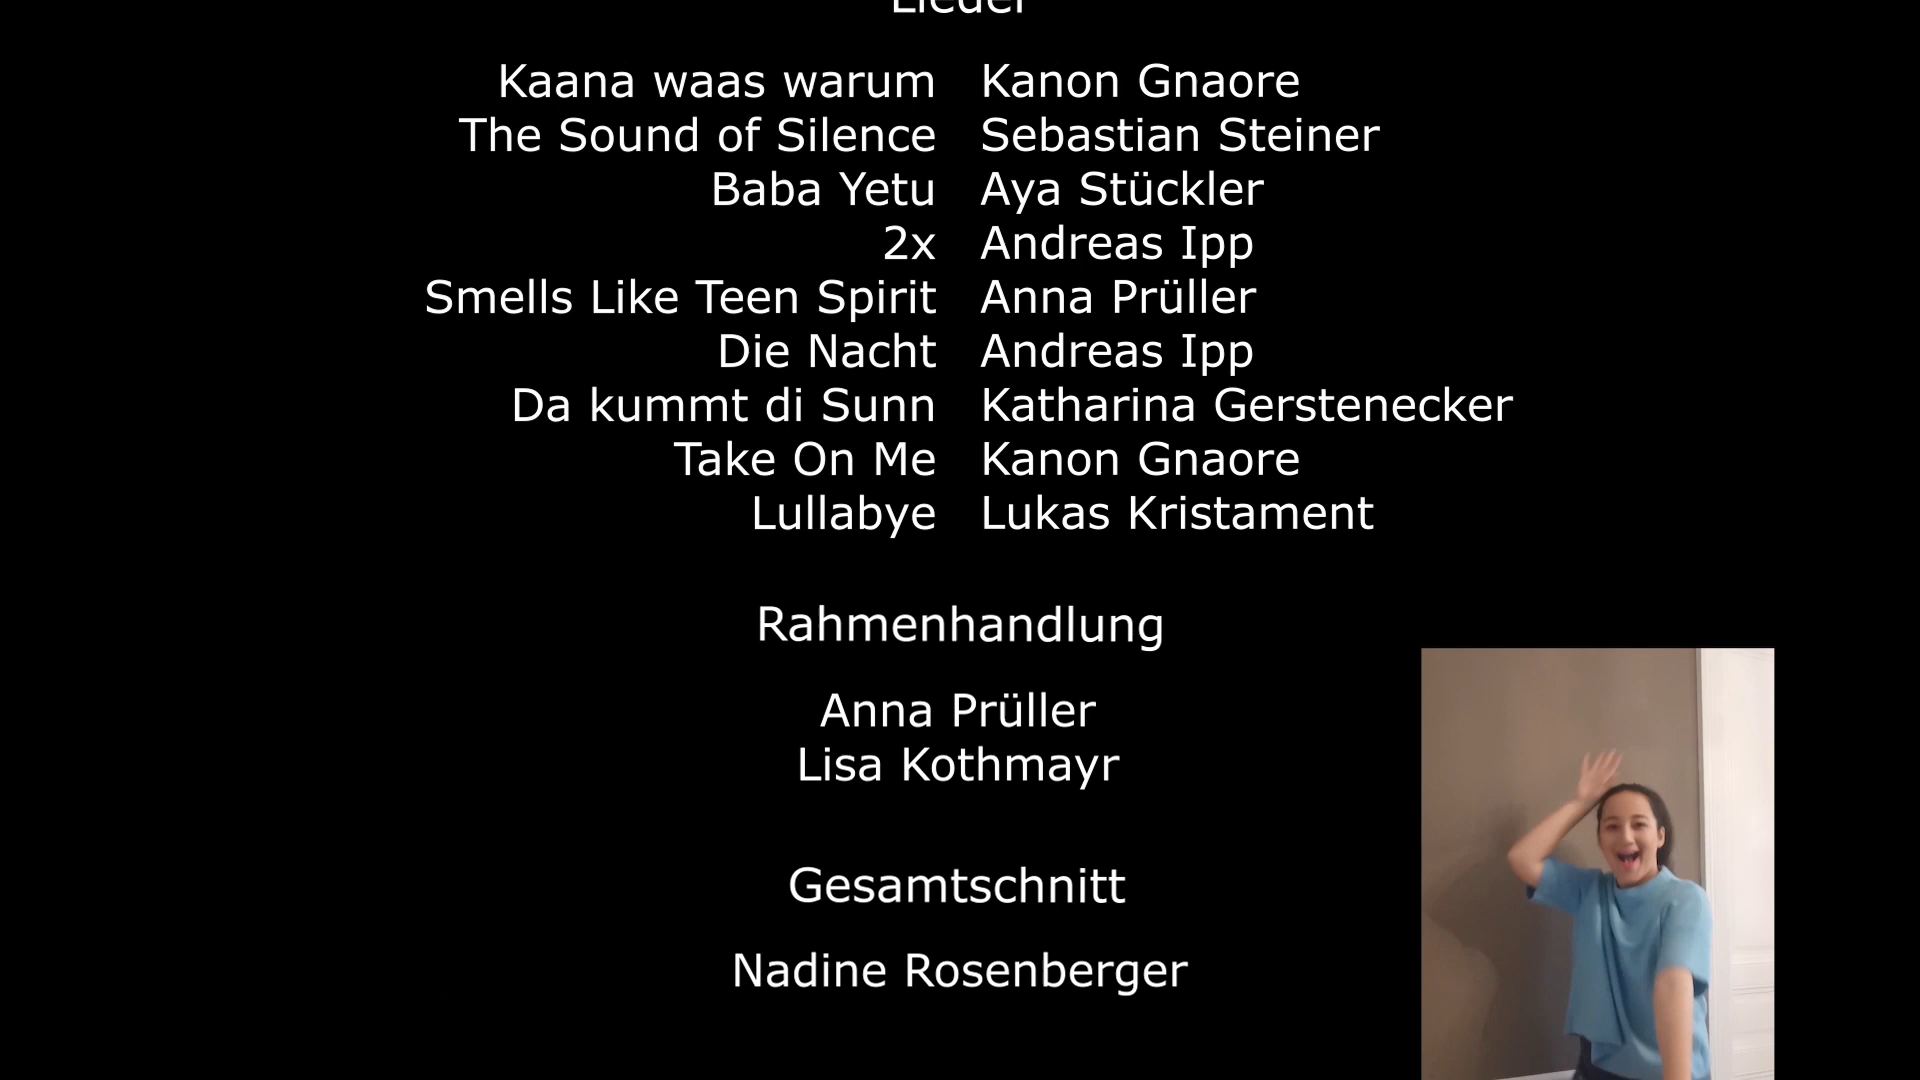 Lieder
Kaana waas warum Kanon Gnaore
The Sound of Silence Sebastian Steiner
Baba Yetu Aya Stückler
2x Andreas Ipp
Smells Like Teen Spirit Anna Prüller
Die Nacht Andreas Ipp
Da kummt di Sunn Katharina Gerstenecker
Take On Me Kanon Gnaore
Lullabye Lukas Kristament
Rahmenhandlung
Anna Prüller
Lisa Kothmayr
Gesamtschnitt
Nadine Rosenberger